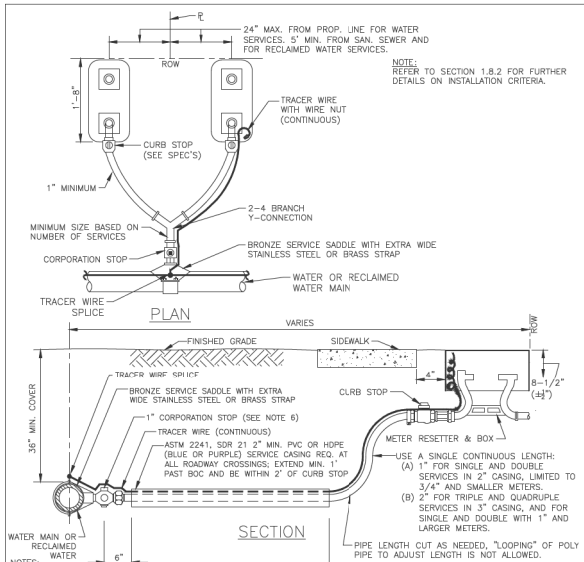 ℄
24" MAX. FROM PROP. LINE FOR WATER
SERVICES. 5' MIN. FROM SAN. SEWER AND
FOR RECLAIMED WATER SERVICES.
ROW
NOTE:
REFER TO SECTION 1.8.2 FOR FURTHER
DETAILS ON INSTALLATION CRITERIA.
1'-8"
TRACER WIRE
WITH WIRE NUT
(CONTINUOUS)
CURB STOP
(SEE SPEC'S)
1" MINIMUM
2-4 BRANCH
Y-CONNECTION
MINIMUM SIZE BASED ON
NUMBER OF SERVICES
BRONZE SERVICE SADDLE WITH EXTRA WIDE
STAINLESS STEEL OR BRASS STRAP
CORPORATION STOP
WATER OR RECLAIMED
WATER MAIN
TRACER WIRE
SPLICE
PLAN
VARIES
ROW
FINISHED GRADE
SIDEWALK
4"
8-1/2"
(±½")
36" MIN. COVER
TRACER WIRE SPLICE
BRONZE SERVICE SADDLE WITH EXTRA
WIDE STAINLESS STEEL OR BRASS STRAP
CURB STOP
1" CORPORATION STOP (SEE NOTE 6)
TRACER WIRE (CONTINUOUS)
METER RESETTER & BOX
ASTM 2241, SDR 21 2" MIN. PVC OR HDPE
(BLUE OR PURPLE) SERVICE CASING REQ. AT
ALL ROADWAY CROSSINGS; EXTEND MIN. 1'
PAST BOC AND BE WITHIN 2' OF CURB STOP
USE A SINGLE CONTINUOUS LENGTH:
(A) 1" FOR SINGLE AND DOUBLE
SERVICES IN 2" CASING, LIMITED TO
3/4" AND SMALLER METERS.
(B) 2" FOR TRIPLE AND QUADRUPLE
SERVICES IN 3" CASING, AND FOR
SINGLE AND DOUBLE WITH 1" AND
LARGER METERS.
SECTION
WATER MAIN OR
RECLAIMED
WATER
6"
PIPE LENGTH CUT AS NEEDED, "LOOPING" OF POLY
PIPE TO ADJUST LENGTH IS NOT ALLOWED.
NOTES: